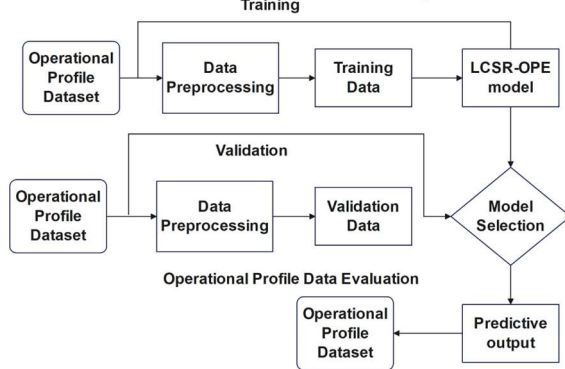 Training
Operational
Profile
Dataset
Data
Preprocessing
Training
Data
LCSR-OPE
model
Validation
Operational
Profile
Dataset
Data
Preprocessing
Validation
Data
Model
Selection
Operational Profile Data Evaluation
Operational
Profile
Dataset
Predictive
output